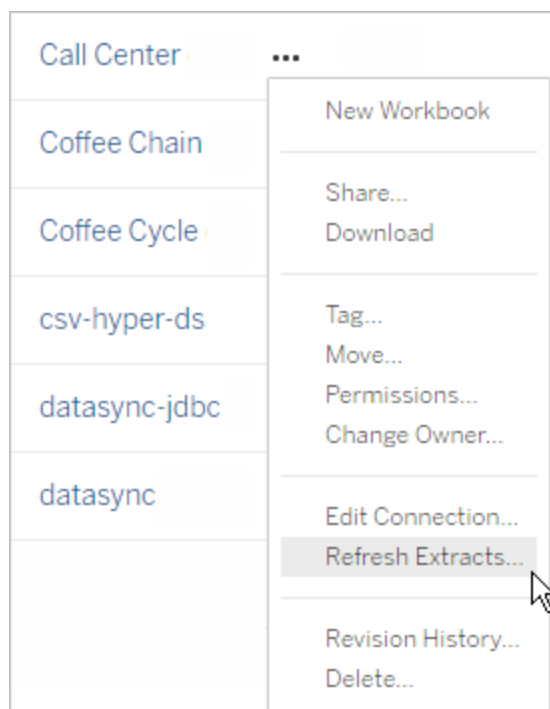 Call Center
•••
New Workbook
Coffee Chain
Share...
Coffee Cycle
Download
csv-hyper-ds
Tag...
Move...
datasync-jdbc
Permissions...
Change Owner...
datasync
Edit Connection...
Refresh Extracts...
Revision History...
Delete...